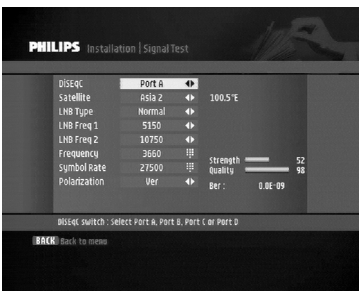 PHILIPS Installation | Signal Test
DiSEqC Port A
Satellite Asia 2 100.5°E
LNB Type Normal
LNB Freq 1 5150
LNB Freq 2 10750
Frequency 3660
Symbol Rate 27500
Polarization Ver
Strength 52
Quality 98
Ber : 0.0E-09
DiSEqC switch : Select Port A, Port B, Port C or Port D
BACK Back to menu